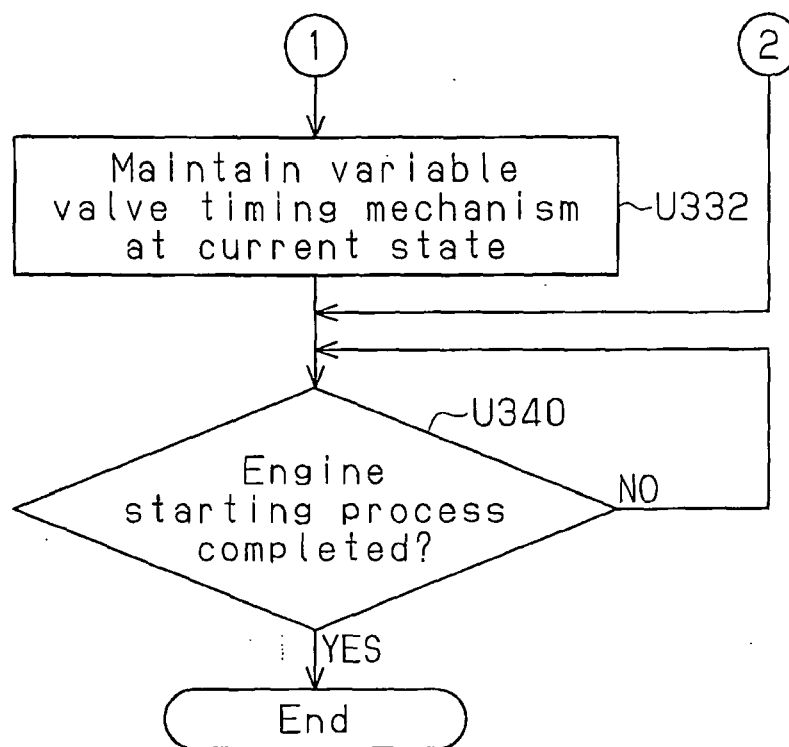 1
2
Maintain variable
valve timing mechanism
at current state
U332
U340
Engine
starting process
completed?
NO
YES
End